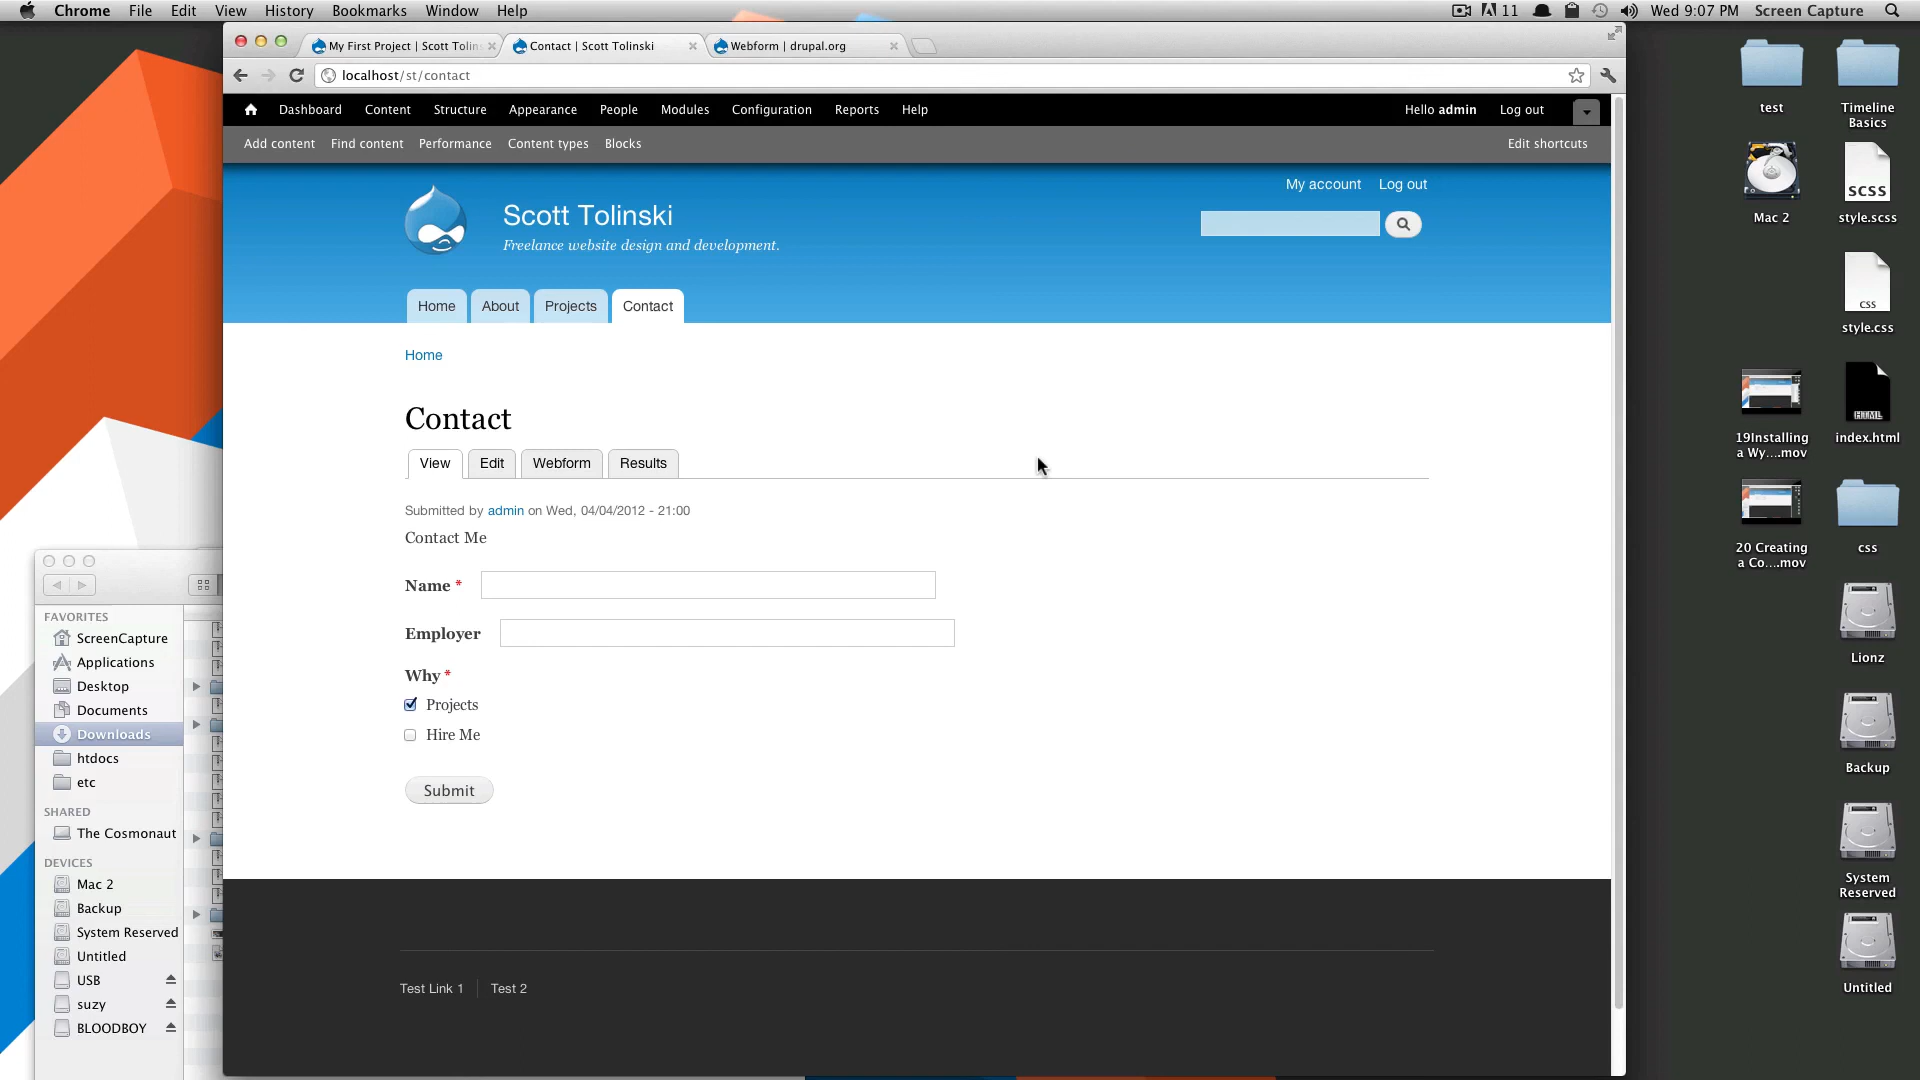 Chrome File Edit View History Bookmarks Window Help
11 Wed 9:07 PM Screen Capture
My First Project | Scott Tolin
Contact | Scott Tolinski
Webform | drupal.org
localhost/st/contact
Dashboard Content Structure Appearance People Modules Configuration Reports Help
Hello admin Log out
Add content Find content Performance Content types Blocks
Edit shortcuts
My account Log out
Scott Tolinski
Freelance website design and development.
Home About Projects Contact
Home
Contact
View Edit Webform Results
Submitted by admin on Wed, 04/04/2012 - 21:00
Contact Me
Name *
Employer
Why *
Projects
Hire Me
Submit
Test Link 1 Test 2
FAVORITES
ScreenCapture
Applications
Desktop
Documents
Downloads
htdocs
etc
SHARED
The Cosmonaut
DEVICES
Mac 2
Backup
System Reserved
Untitled
USB
suzy
BLOODBOY
test
Timeline
Basics
Mac 2
SCSS
style.scss
css
style.css
19Installing
a Wy....mov
HTML
index.html
20 Creating
a Co....mov
css
Lionz
Backup
System
Reserved
Untitled